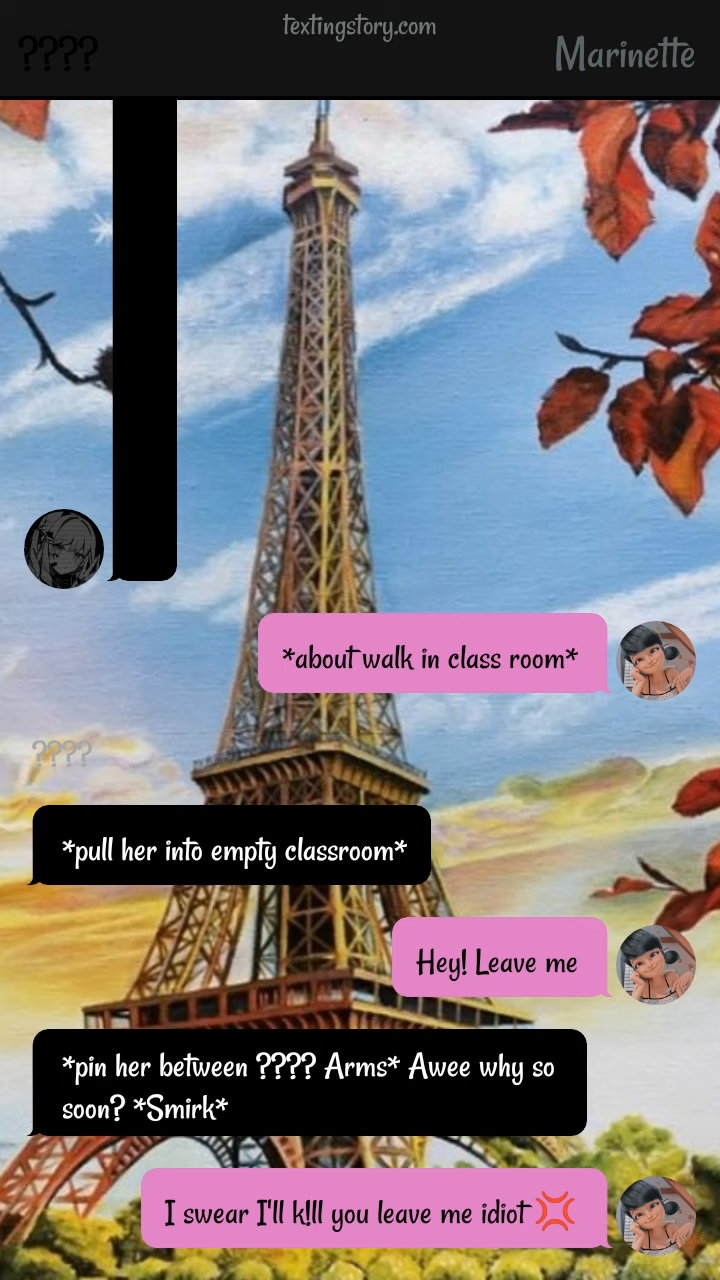 textingstory.com
????
Marinette
*about walk in class room*
????
*pull her into empty classroom*
Hey! Leave me
*pin her between ???? Arms* Awee why so
soon? *Smirk*
I swear I'll k!ll you leave me idiot 💢